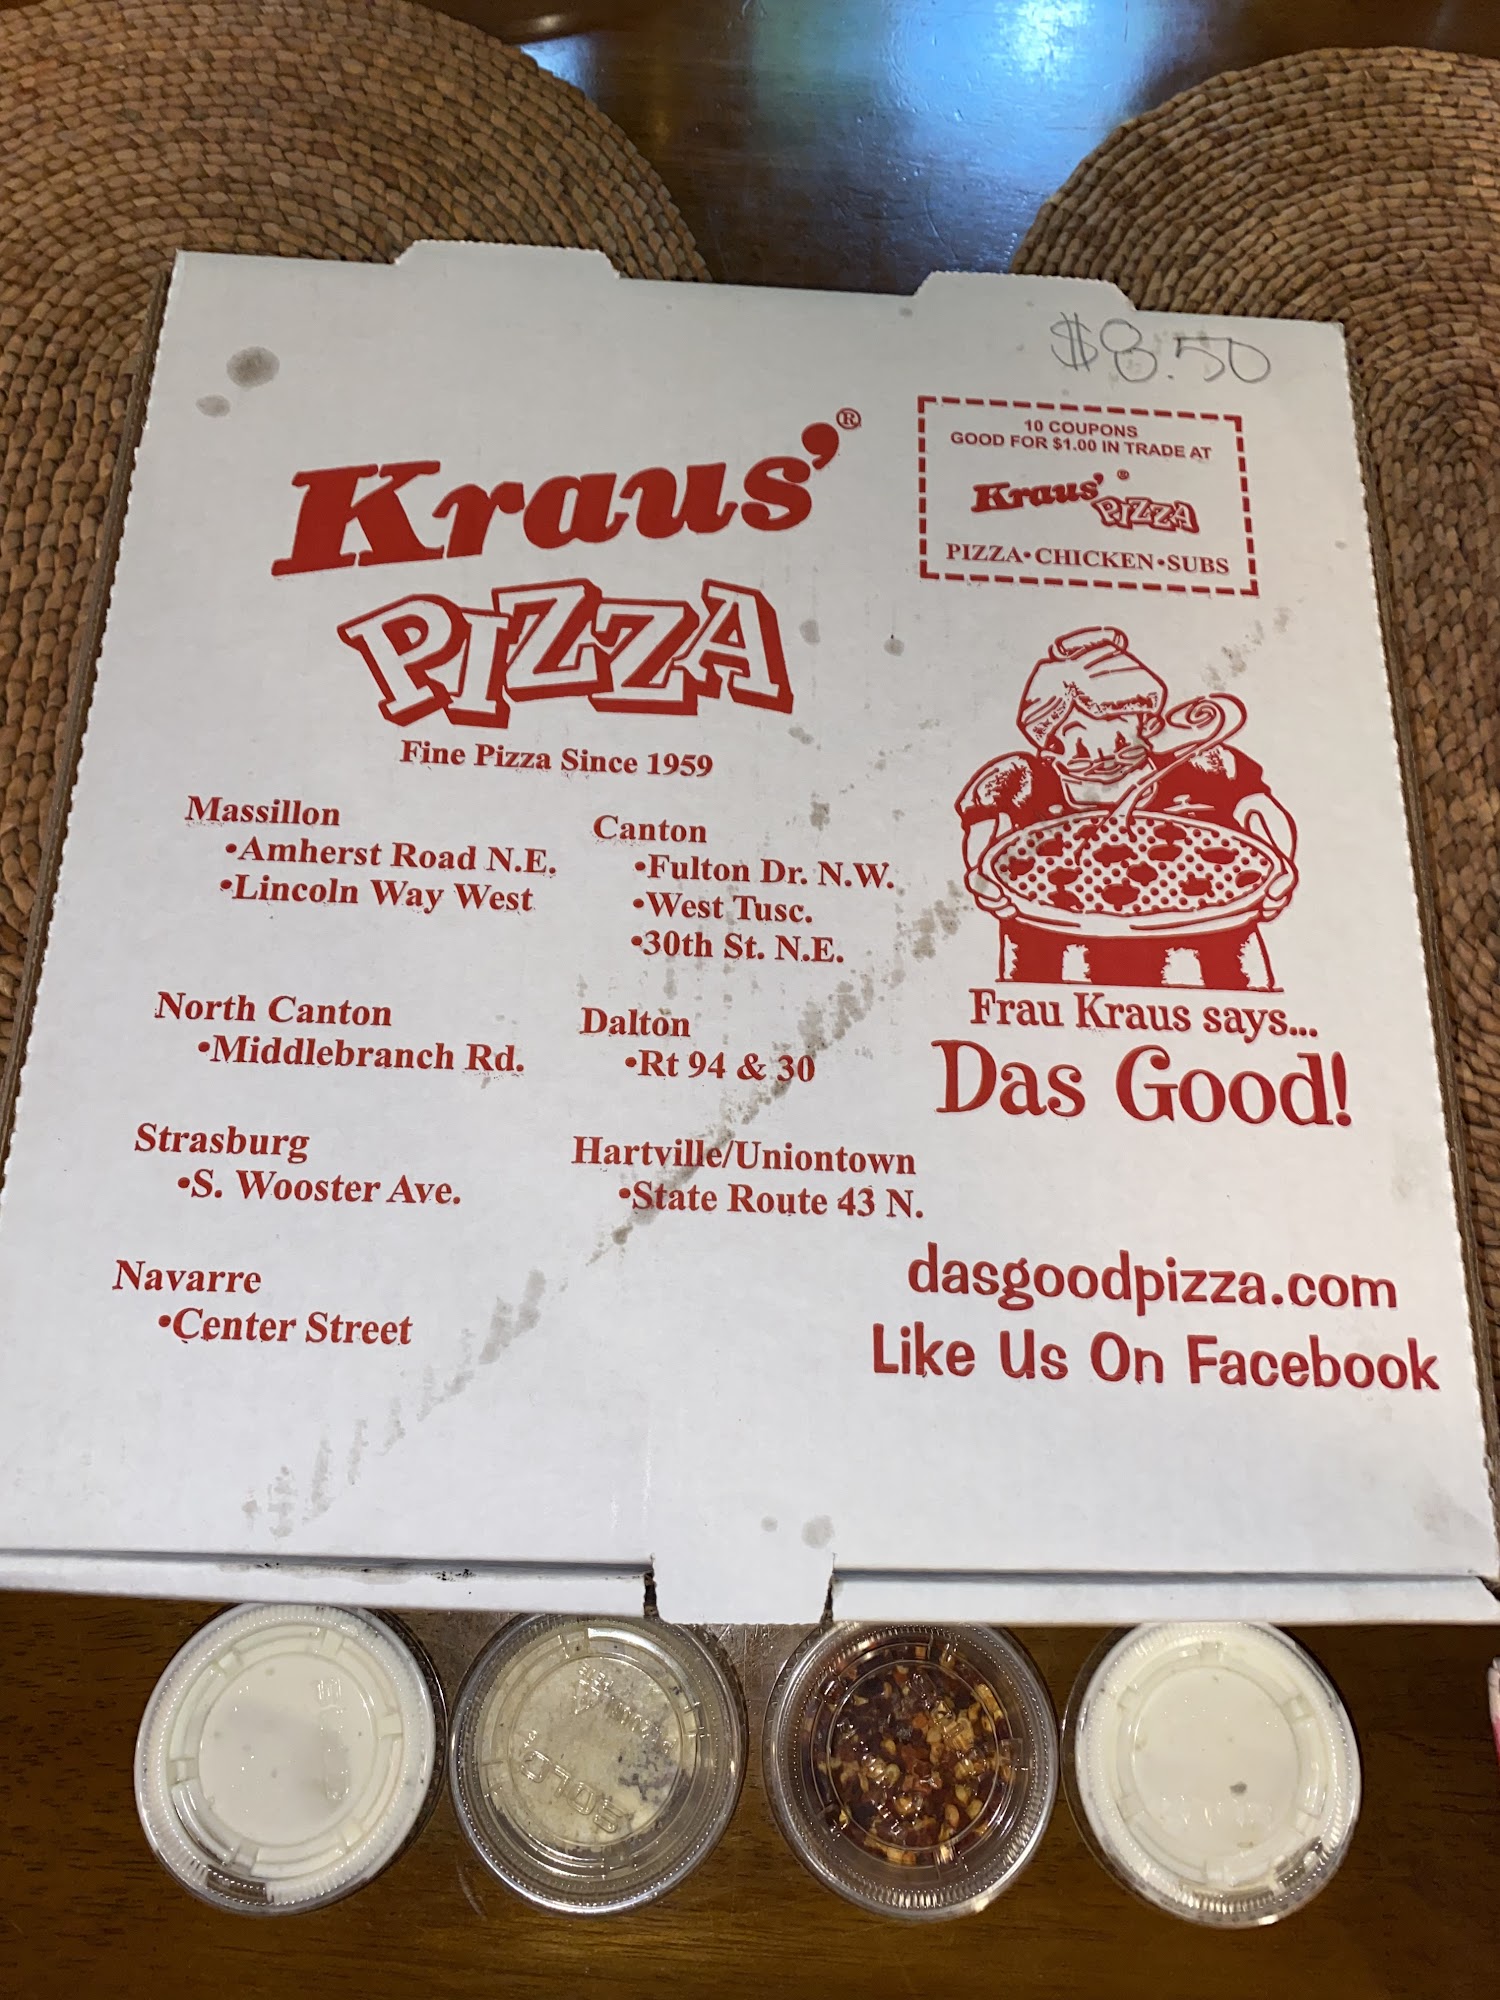 $8.50
10 COUPONS
GOOD FOR $1.00 IN TRADE AT
Kraus'®
PIZZA
PIZZA•CHICKEN•SUBS
Kraus'®
PIZZA
Fine Pizza Since 1959
Massillon
•Amherst Road N.E.
•Lincoln Way West
Canton
•Fulton Dr. N.W.
•West Tusc.
•30th St. N.E.
North Canton
•Middlebranch Rd.
Dalton
•Rt 94 & 30
Strasburg
•S. Wooster Ave.
Hartville/Uniontown
•State Route 43 N.
Navarre
•Center Street
Frau Kraus says...
Das Good!
dasgoodpizza.com
Like Us On Facebook
SOLO